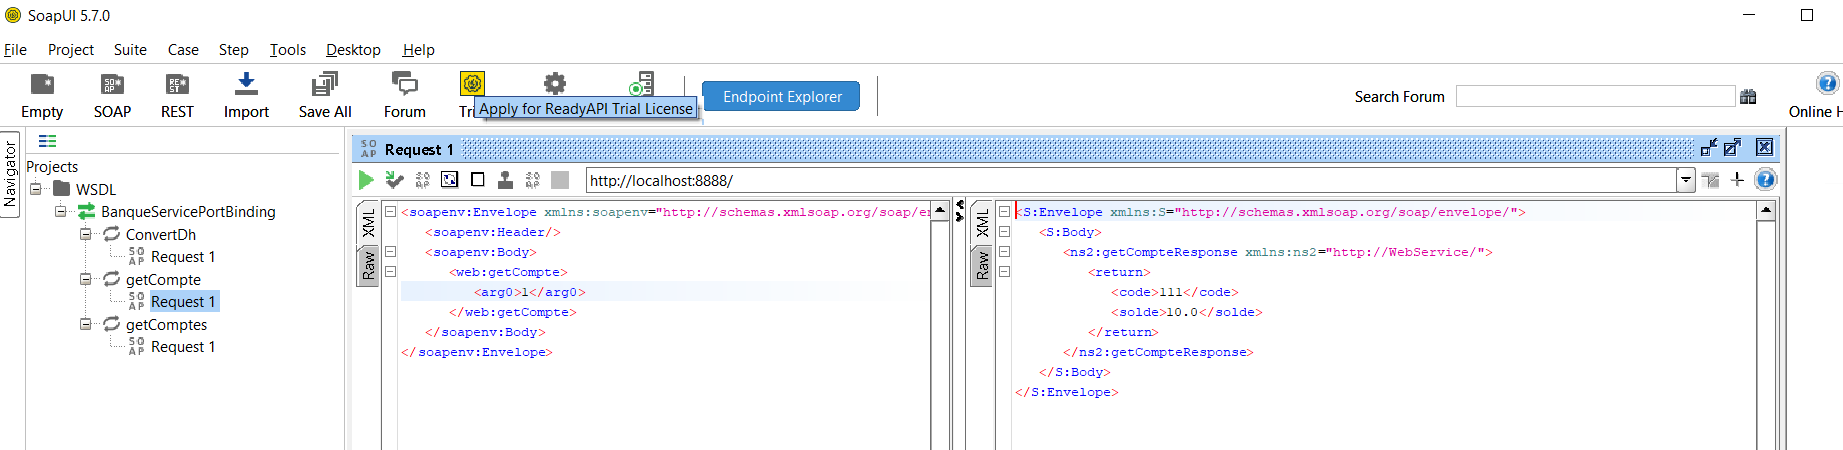 SoapUI 5.7.0
File Project Suite Case Step Tools Desktop Help
Empty SOAP REST Import Save All Forum Tri
Apply for ReadyAPI Trial License
Endpoint Explorer
Search Forum
Online H
Navigator
Projects
WSDL
BanqueServicePortBinding
ConvertDh
Request 1
getCompte
Request 1
getComptes
Request 1
Request 1
http://localhost:8888/
XML
Raw
<soapenv:Envelope xmlns:soapenv="http://schemas.xmlsoap.org/soap/en
<soapenv:Header/>
<soapenv:Body>
<web:getCompte>
<arg0>1</arg0>
</web:getCompte>
</soapenv:Body>
</soapenv:Envelope>
XML
Raw
<S:Envelope xmlns:S="http://schemas.xmlsoap.org/soap/envelope/">
<S:Body>
<ns2:getCompteResponse xmlns:ns2="http://WebService/">
<return>
<code>111</code>
<solde>10.0</solde>
</return>
</ns2:getCompteResponse>
</S:Body>
</S:Envelope>